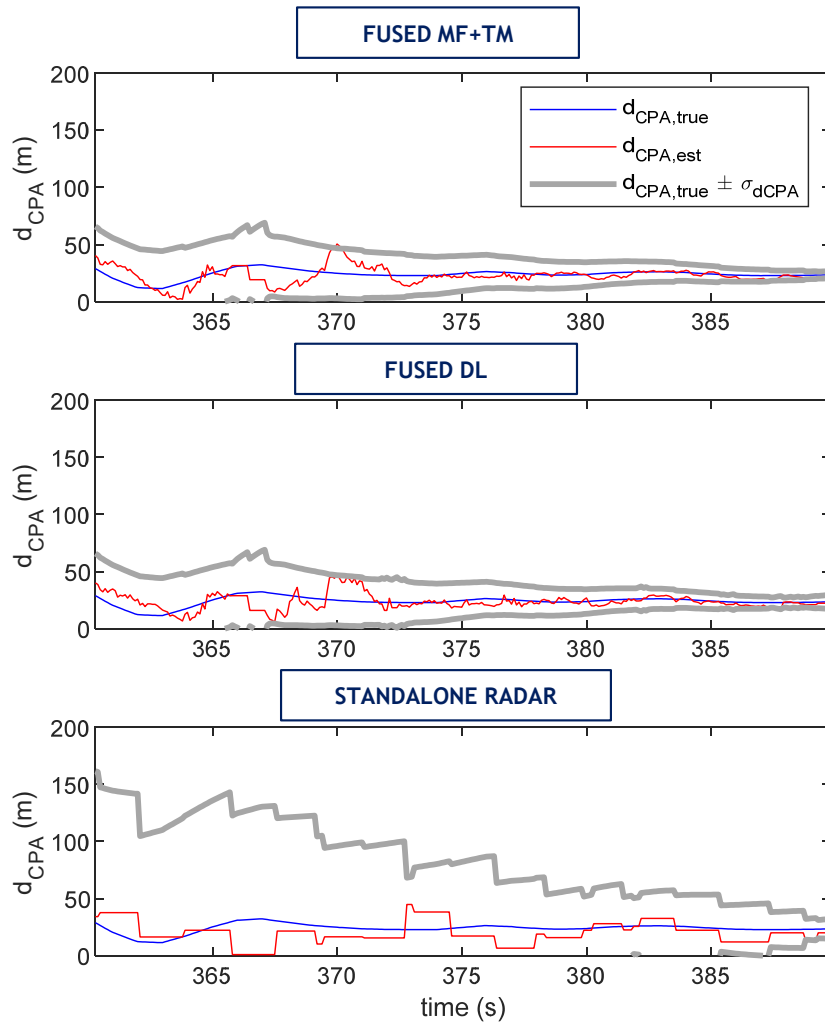 FUSED MF+TM
200
150
100
50
0
d_CPA (m)
d_CPA,true
d_CPA,est
d_CPA,true ± σ_dCPA
365 370 375 380 385
FUSED DL
200
150
100
50
0
d_CPA (m)
365 370 375 380 385
STANDALONE RADAR
200
150
100
50
0
d_CPA (m)
365 370 375 380 385
time (s)